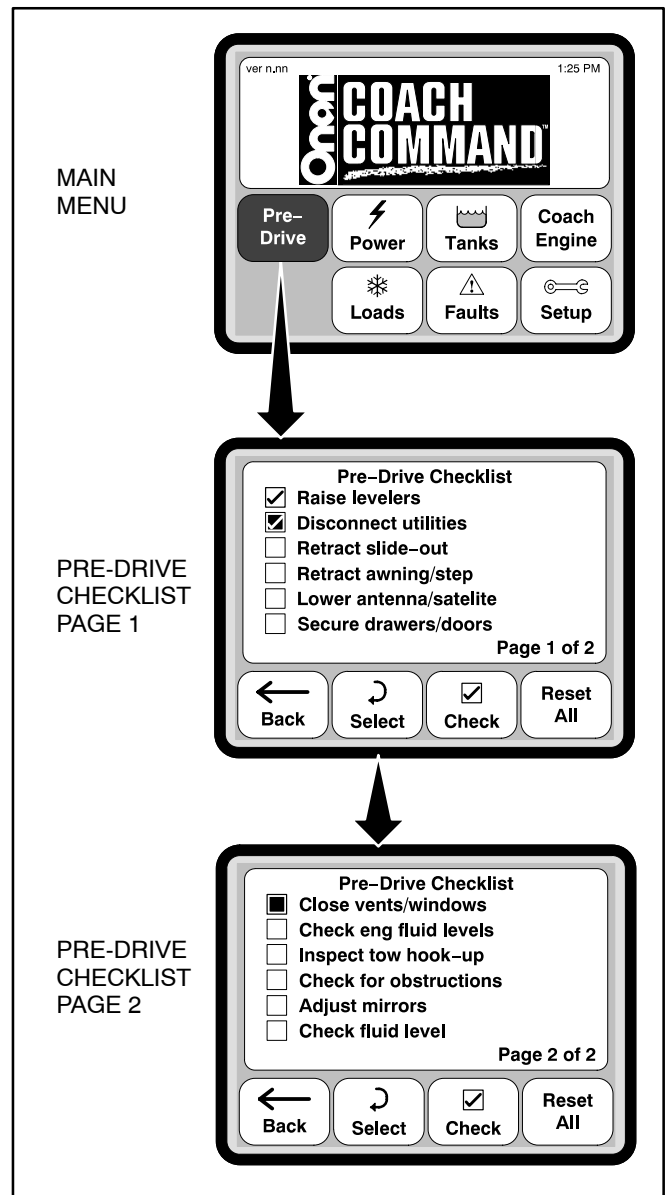 MAIN
MENU
ver n.nn
1:25 PM
Onan
COACH
COMMAND™
Pre–
Drive
Power
Tanks
Coach
Engine
Loads
Faults
Setup
PRE-DRIVE
CHECKLIST
PAGE 1
Pre–Drive Checklist
Raise levelers
Disconnect utilities
Retract slide–out
Retract awning/step
Lower antenna/satelite
Secure drawers/doors
Page 1 of 2
Back
Select
Check
Reset
All
PRE-DRIVE
CHECKLIST
PAGE 2
Pre–Drive Checklist
Close vents/windows
Check eng fluid levels
Inspect tow hook–up
Check for obstructions
Adjust mirrors
Check fluid level
Page 2 of 2
Back
Select
Check
Reset
All